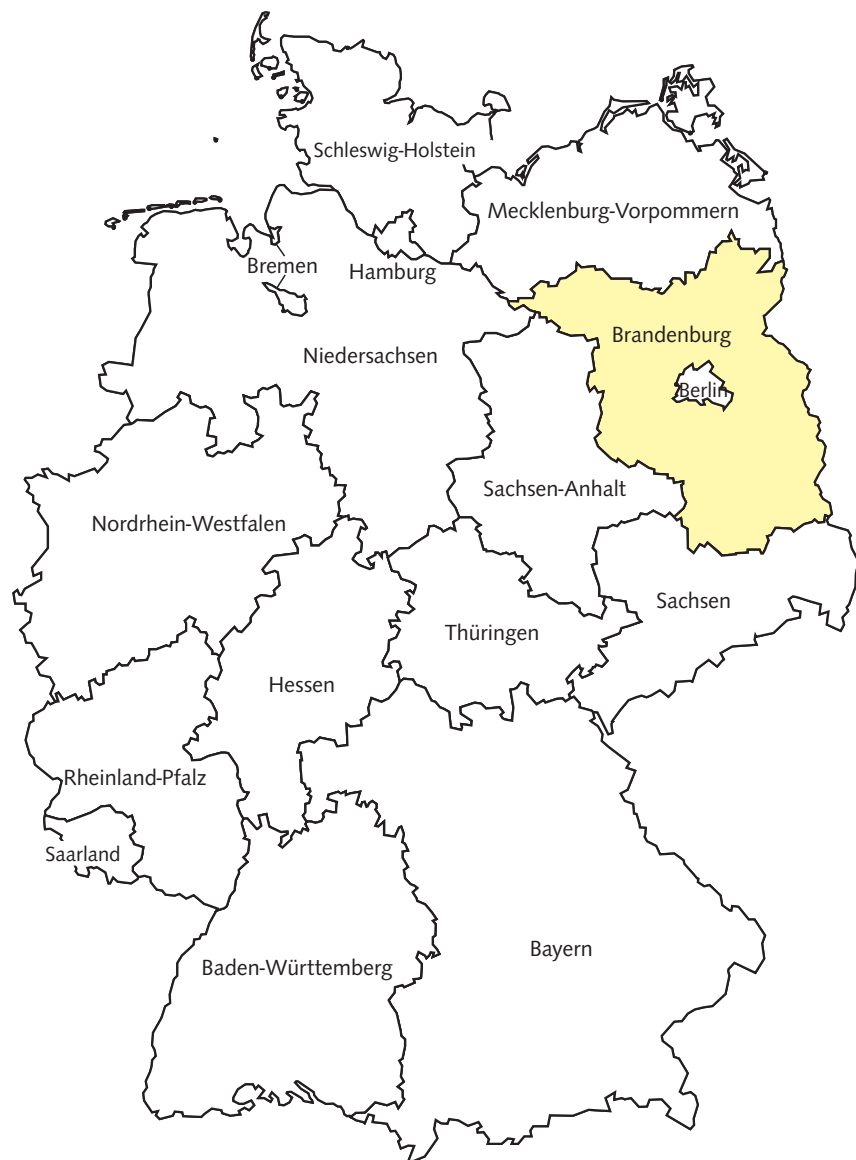 Schleswig-Holstein
Mecklenburg-Vorpommern
Bremen
Hamburg
Brandenburg
Niedersachsen
Berlin
Sachsen-Anhalt
Nordrhein-Westfalen
Sachsen
Thüringen
Hessen
Rheinland-Pfalz
Saarland
Bayern
Baden-Württemberg